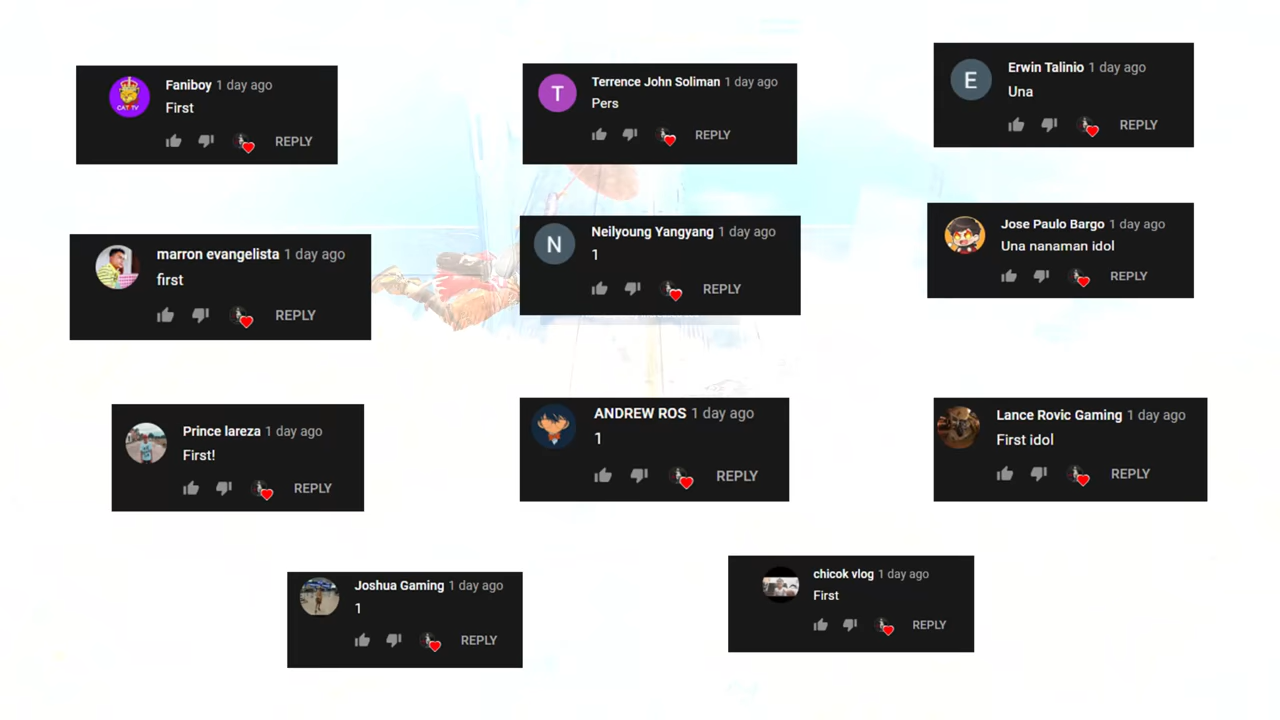 Faniboy 1 day ago
First
REPLY
Terrence John Soliman 1 day ago
Pers
REPLY
Erwin Talinio 1 day ago
Una
REPLY
marron evangelista 1 day ago
first
REPLY
Neilyoung Yangyang 1 day ago
1
REPLY
Jose Paulo Bargo 1 day ago
Una nanaman idol
REPLY
Prince lareza 1 day ago
First!
REPLY
ANDREW ROS 1 day ago
1
REPLY
Lance Rovic Gaming 1 day ago
First idol
REPLY
Joshua Gaming 1 day ago
1
REPLY
chicok vlog 1 day ago
First
REPLY
CAT TV
T
E
N